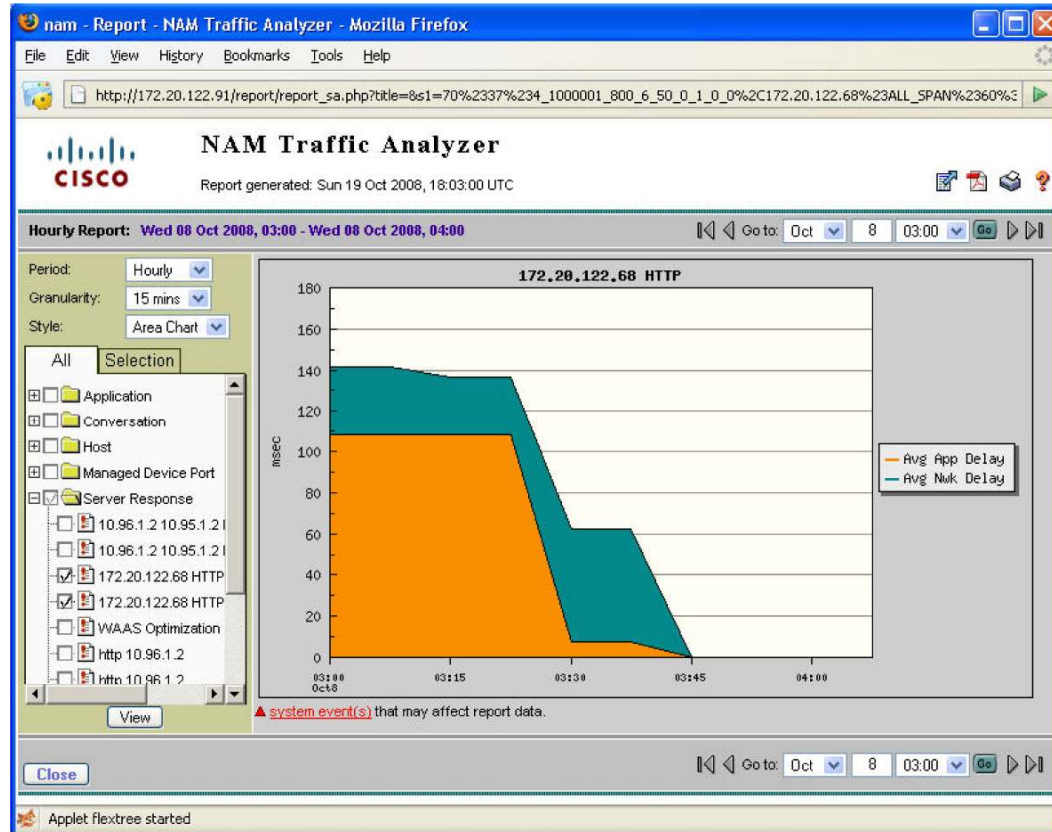 nam - Report - NAM Traffic Analyzer - Mozilla Firefox
File Edit View History Bookmarks Tools Help
http://172.20.122.91/report/report_sa.php?title=&s1=70%2337%234_1000001_800_6_50_0_1_0_0%2C172.20.122.68%23ALL_SPAN%2360%3
CISCO
NAM Traffic Analyzer
Report generated: Sun 19 Oct 2008, 18:03:00 UTC
Hourly Report: Wed 08 Oct 2008, 03:00 - Wed 08 Oct 2008, 04:00
Go to: Oct 8 03:00 Go
Period: Hourly
Granularity: 15 mins
Style: Area Chart
All Selection
Application
Conversation
Host
Managed Device Port
Server Response
10.96.1.2 10.95.1.2
10.96.1.2 10.95.1.2
172.20.122.68 HTTP
172.20.122.68 HTTP
WAAS Optimization
http 10.96.1.2
http 10.96.1.2
View
172.20.122.68 HTTP
msec
180
160
140
120
100
80
60
40
20
0
03:00 03:15 03:30 03:45 04:00
Oct8
Avg App Delay
Avg Nwk Delay
system event(s) that may affect report data.
Close
Go to: Oct 8 03:00 Go
Applet flextree started